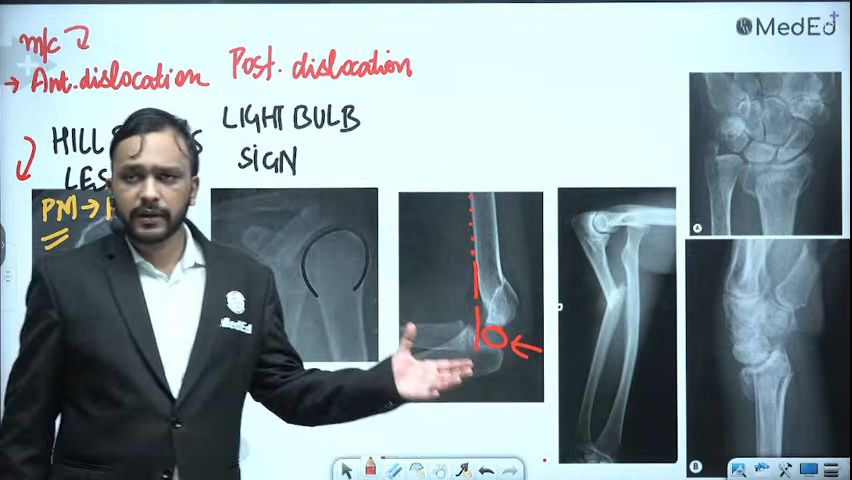 m/c
→ Ant. dislocation
Post. dislocation
HILL
LES
PM →
LIGHT BULB
SIGN
MedEd
A
B
MedEd